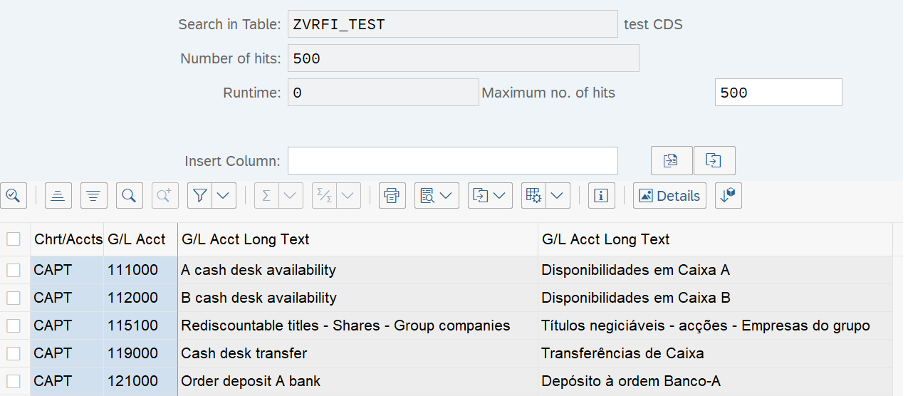 Search in Table: ZVRFI_TEST test CDS
Number of hits: 500
Runtime: 0 Maximum no. of hits 500
Insert Column:
Details
Chrt/Accts G/L Acct G/L Acct Long Text G/L Acct Long Text
CAPT 111000 A cash desk availability Disponibilidades em Caixa A
CAPT 112000 B cash desk availability Disponibilidades em Caixa B
CAPT 115100 Rediscountable titles - Shares - Group companies Títulos negiciáveis - acções - Empresas do grupo
CAPT 119000 Cash desk transfer Transferências de Caixa
CAPT 121000 Order deposit A bank Depósito à ordem Banco-A